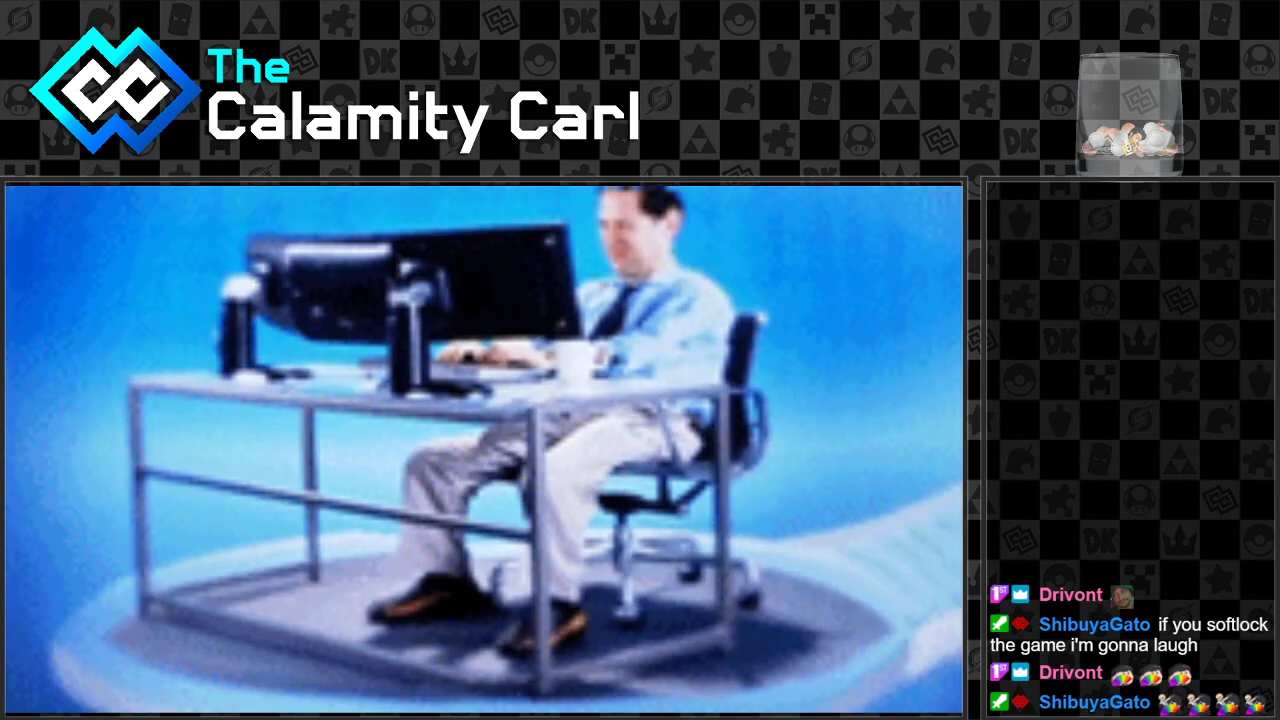 The
Calamity Carl
Drivont
ShibuyaGato if you softlock
the game i'm gonna laugh
Drivont
ShibuyaGato